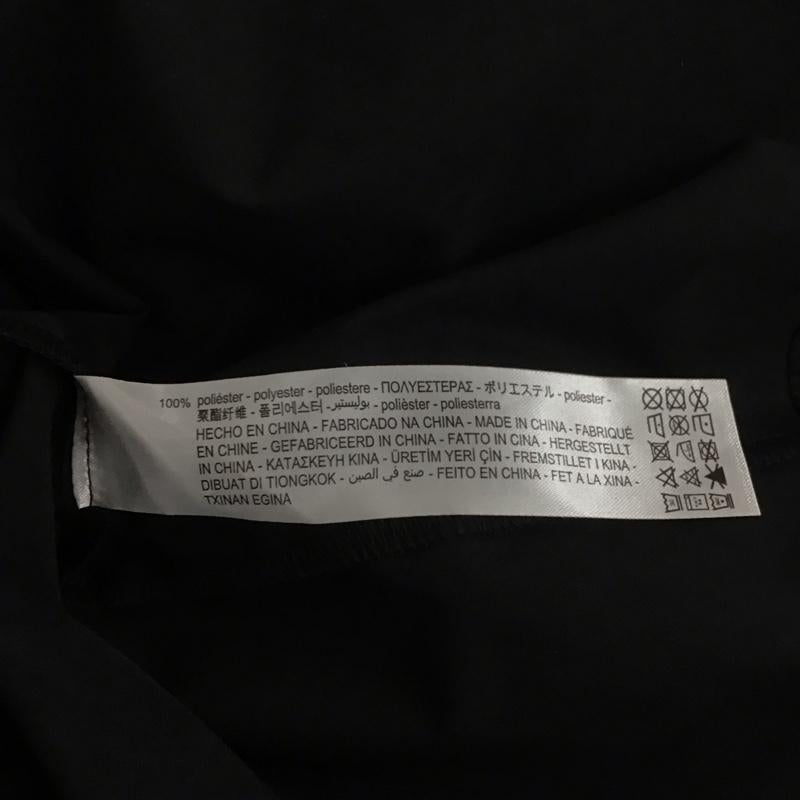 100% poliéster - polyester - poliestere - ΠΟΛΥΕΣΤΕΡΑΣ - ポリエステル - poliester -
聚酯纤维 - 폴리에스터 - بوليستير - polièster - poliesterra
HECHO EN CHINA - FABRICADO NA CHINA - MADE IN CHINA - FABRIQUÉ
EN CHINE - GEFABRICEERD IN CHINA - FATTO IN CINA - HERGESTELLT
IN CHINA - ΚΑΤΑΣΚΕΥΗ ΚΙΝΑ - ÜRETİM YERİ ÇİN - FREMSTILLET I KINA -
DIBUAT DI TIONGKOK - صنع في الصين - FEITO EN CHINA - FET A LA XINA -
TXINAN EGINA